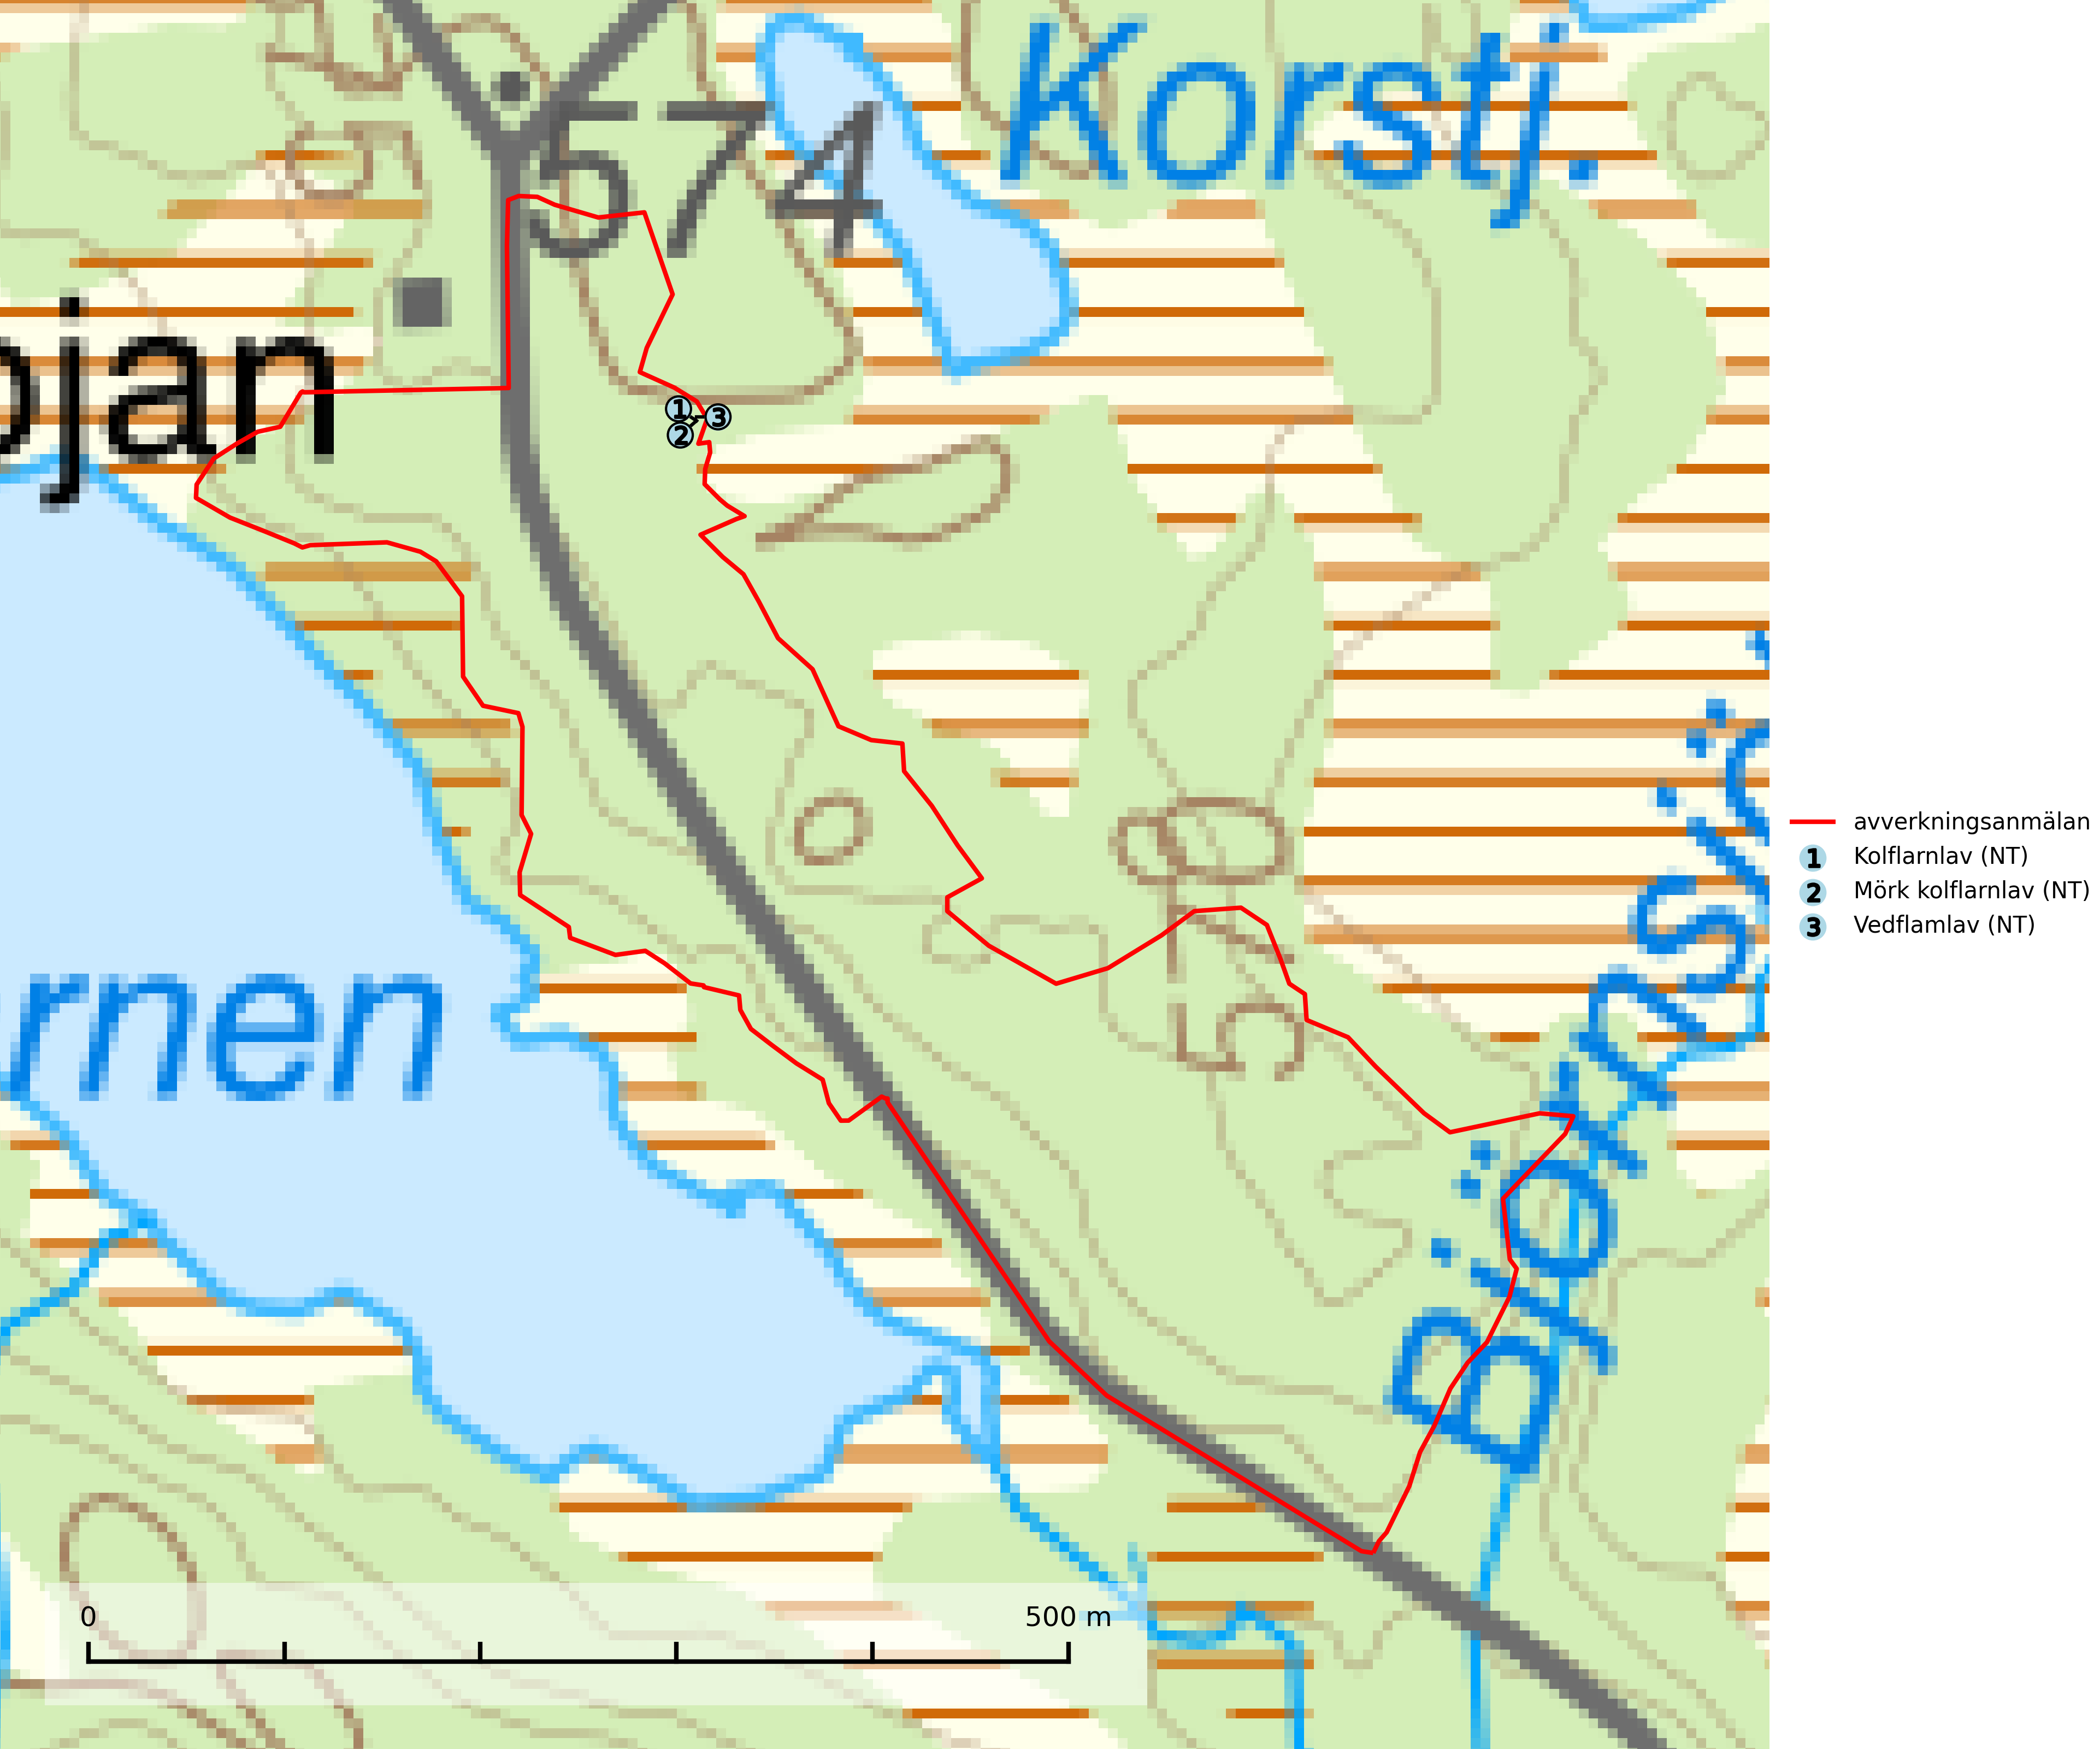 Korstj.
574
ojan
1
3
2
515
Björnsjö
rnen
0 500 m
avverkningsanmälan
1 Kolflarnlav (NT)
2 Mörk kolflarnlav (NT)
3 Vedflamlav (NT)